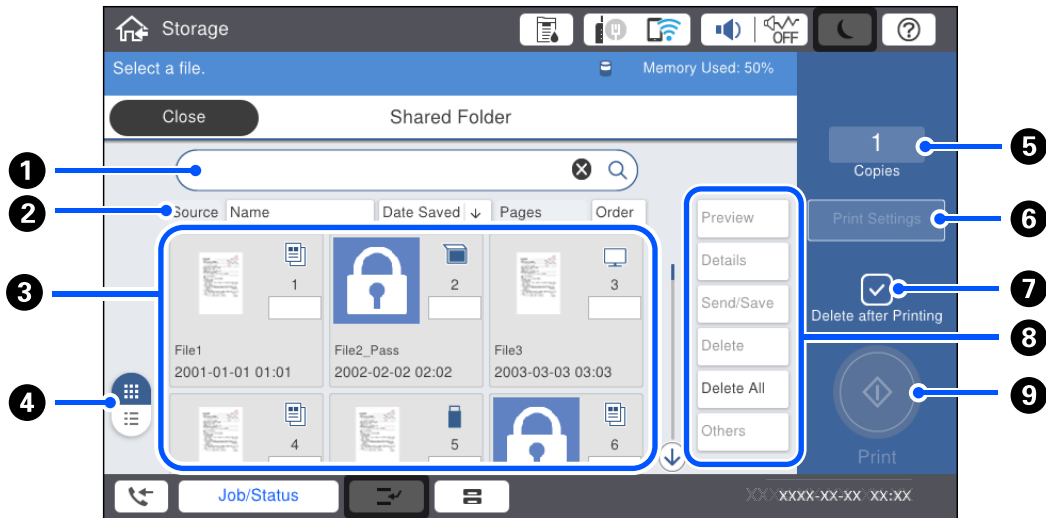 Storage
OFF
Select a file.
Memory Used: 50%
Close
Shared Folder
1
Copies
5
1
2
Source Name Date Saved Pages Order
Preview
Print Settings
6
1
2
3
Details
3
Send/Save
7
Delete after Printing
File1
File2_Pass
File3
Delete
8
2001-01-01 01:01
2002-02-02 02:02
2003-03-03 03:03
4
Delete All
9
4
5
6
Others
Print
Job/Status
XX XXXX-XX-XX XX:XX